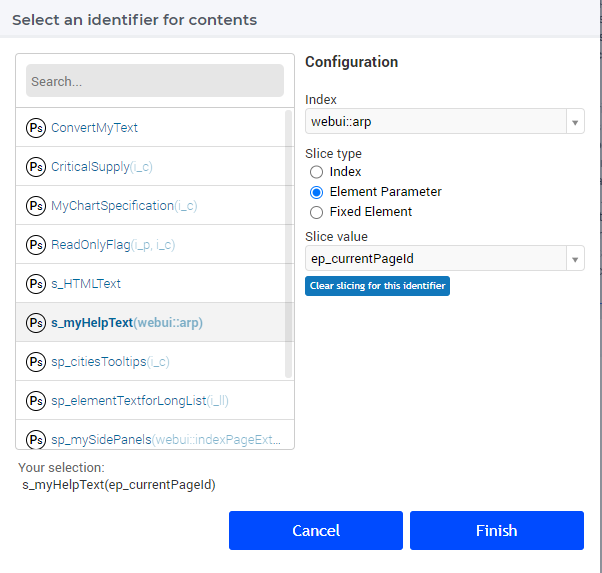 Select an identifier for contents
Search...
Ps ConvertMyText
Ps CriticalSupply(i_c)
Ps MyChartSpecification(i_c)
Ps ReadOnlyFlag(i_p, i_c)
Ps s_HTMLText
Ps s_myHelpText(webui::arp)
Ps sp_citiesTooltips(i_c)
Ps sp_elementTextforLongList(i_ll)
Ps sp_mySidePanels(webui::indexPageExt...
Your selection:
s_myHelpText(ep_currentPageId)
Configuration
Index
webui::arp
Slice type
Index
Element Parameter
Fixed Element
Slice value
ep_currentPageId
Clear slicing for this identifier
Cancel
Finish